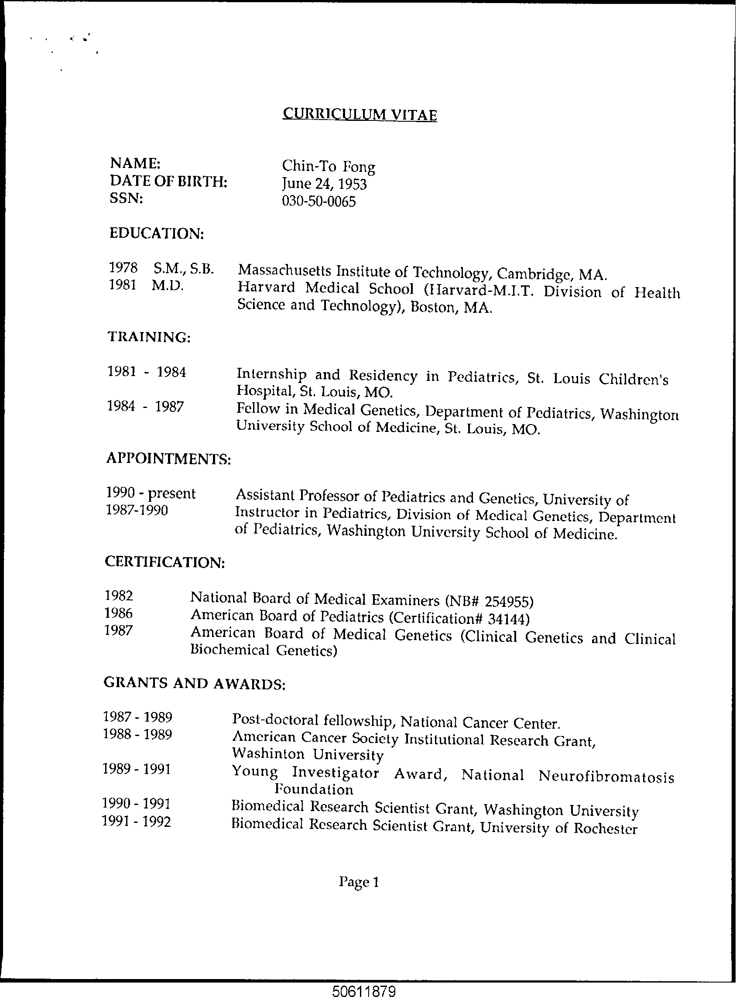 CURRICULUM VITAE
NAME: Chin-To Fong
DATE OF BIRTH: June 24, 1953
SSN: 030-50-0065
EDUCATION:
1978 S.M., S.B. Massachusetts Institute of Technology, Cambridge, MA.
1981 M.D. Harvard Medical School (Harvard-M.I.T. Division of Health
Science and Technology), Boston, MA.
TRAINING:
1981 - 1984 Internship and Residency in Pediatrics, St. Louis Children's
Hospital, St. Louis, MO.
1984 - 1987 Fellow in Medical Genetics, Department of Pediatrics, Washington
University School of Medicine, St. Louis, MO.
APPOINTMENTS:
1990 - present Assistant Professor of Pediatrics and Genetics, University of
1987-1990 Instructor in Pediatrics, Division of Medical Genetics, Department
of Pediatrics, Washington University School of Medicine.
CERTIFICATION:
1982 National Board of Medical Examiners (NB# 254955)
1986 American Board of Pediatrics (Certification# 34144)
1987 American Board of Medical Genetics (Clinical Genetics and Clinical
Biochemical Genetics)
GRANTS AND AWARDS:
1987 - 1989 Post-doctoral fellowship, National Cancer Center.
1988 - 1989 American Cancer Society Institutional Research Grant,
Washinton University
1989 - 1991 Young Investigator Award, National Neurofibromatosis
Foundation
1990 - 1991 Biomedical Research Scientist Grant, Washington University
1991 - 1992 Biomedical Research Scientist Grant, University of Rochester
Page 1
50611879